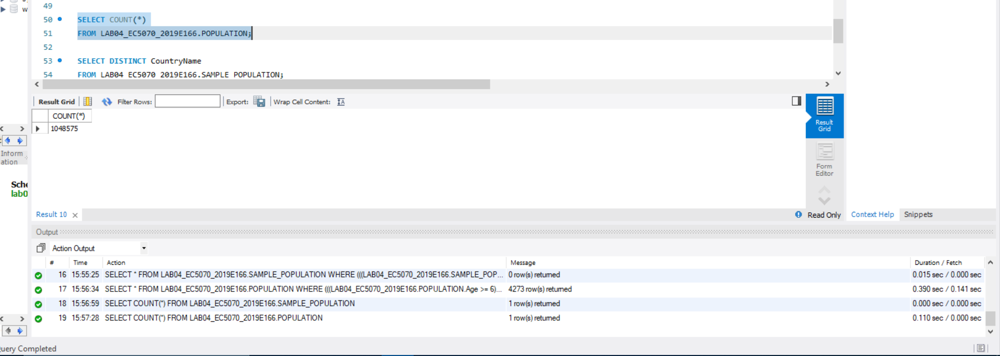 49
w
50 SELECT COUNT(*)
51 FROM LAB04_EC5070_2019E166.POPULATION;
52
53 SELECT DISTINCT CountryName
54 FROM LAB04_EC5070_2019E166.SAMPLE_POPULATION;
Result Grid Filter Rows: Export: Wrap Cell Content:
COUNT(*)
1048575
Result
Grid
Form
Editor
Inform
ation
Sche
lab0
Result 10 Read Only Context Help Snippets
Output
Action Output
# Time Action Message Duration / Fetch
16 15:55:25 SELECT * FROM LAB04_EC5070_2019E166.SAMPLE_POPULATION WHERE (((LAB04_EC5070_2019E166.SAMPLE_POP... 0 row(s) returned 0.015 sec / 0.000 sec
17 15:56:34 SELECT * FROM LAB04_EC5070_2019E166.POPULATION WHERE (((LAB04_EC5070_2019E166.POPULATION.Age >= 6)... 4273 row(s) returned 0.390 sec / 0.141 sec
18 15:56:59 SELECT COUNT(*) FROM LAB04_EC5070_2019E166.SAMPLE_POPULATION 1 row(s) returned 0.000 sec / 0.000 sec
19 15:57:28 SELECT COUNT(*) FROM LAB04_EC5070_2019E166.POPULATION 1 row(s) returned 0.110 sec / 0.000 sec
uery Completed